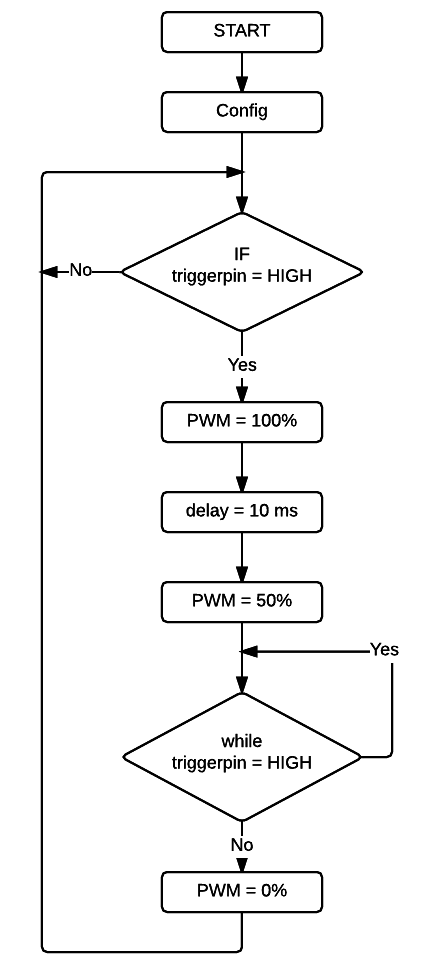 START
Config
IF
triggerpin = HIGH
No
Yes
PWM = 100%
delay = 10 ms
PWM = 50%
Yes
while
triggerpin = HIGH
No
PWM = 0%